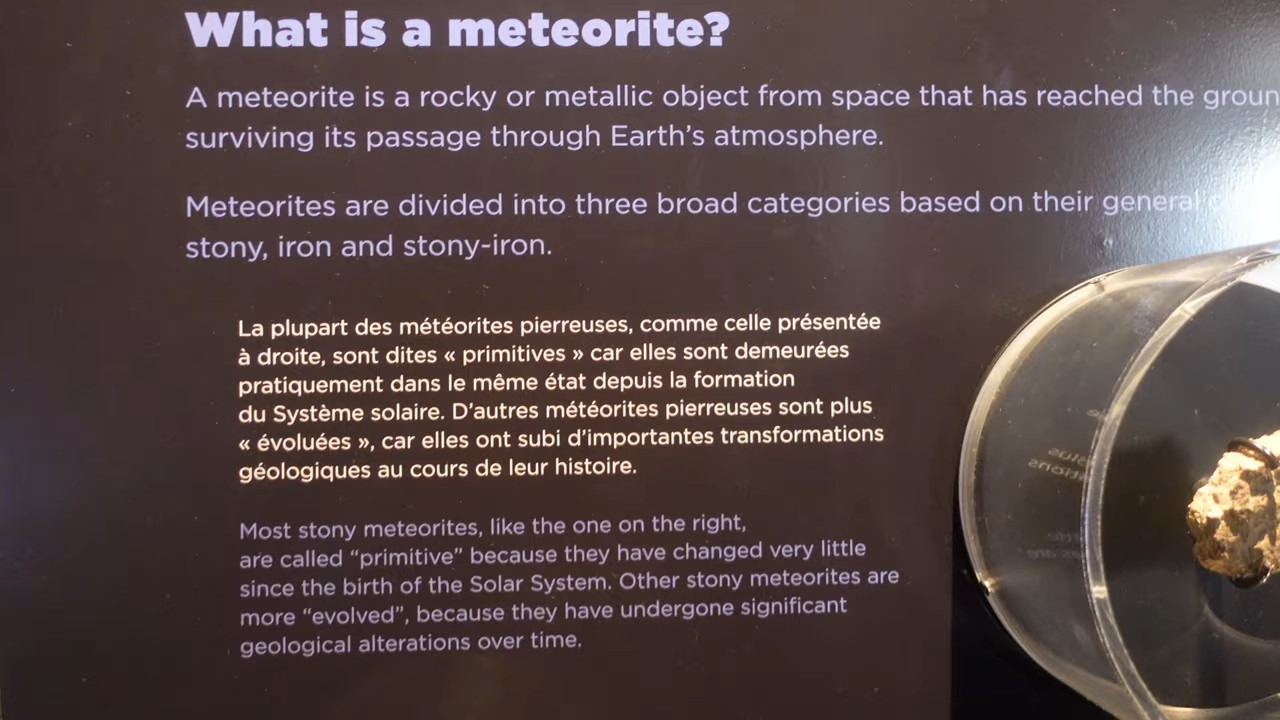 What is a meteorite?
A meteorite is a rocky or metallic object from space that has reached the
surviving its passage through Earth's atmosphere.
Meteorites are divided into three broad categories based on their general
stony, iron and stony-iron.
La plupart des météorites pierreuses, comme celle présentée
à droite, sont dites « primitives » car elles sont demeurées
pratiquement dans le même état depuis la formation
du Système solaire. D'autres météorites pierreuses sont plus
« évoluées », car elles ont subi d'importantes transformations
géologiques au cours de leur histoire.
Most stony meteorites, like the one on the right,
are called “primitive” because they have changed very little
since the birth of the Solar System. Other stony meteorites are
more “evolved”, because they have undergone significant
geological alterations over time.